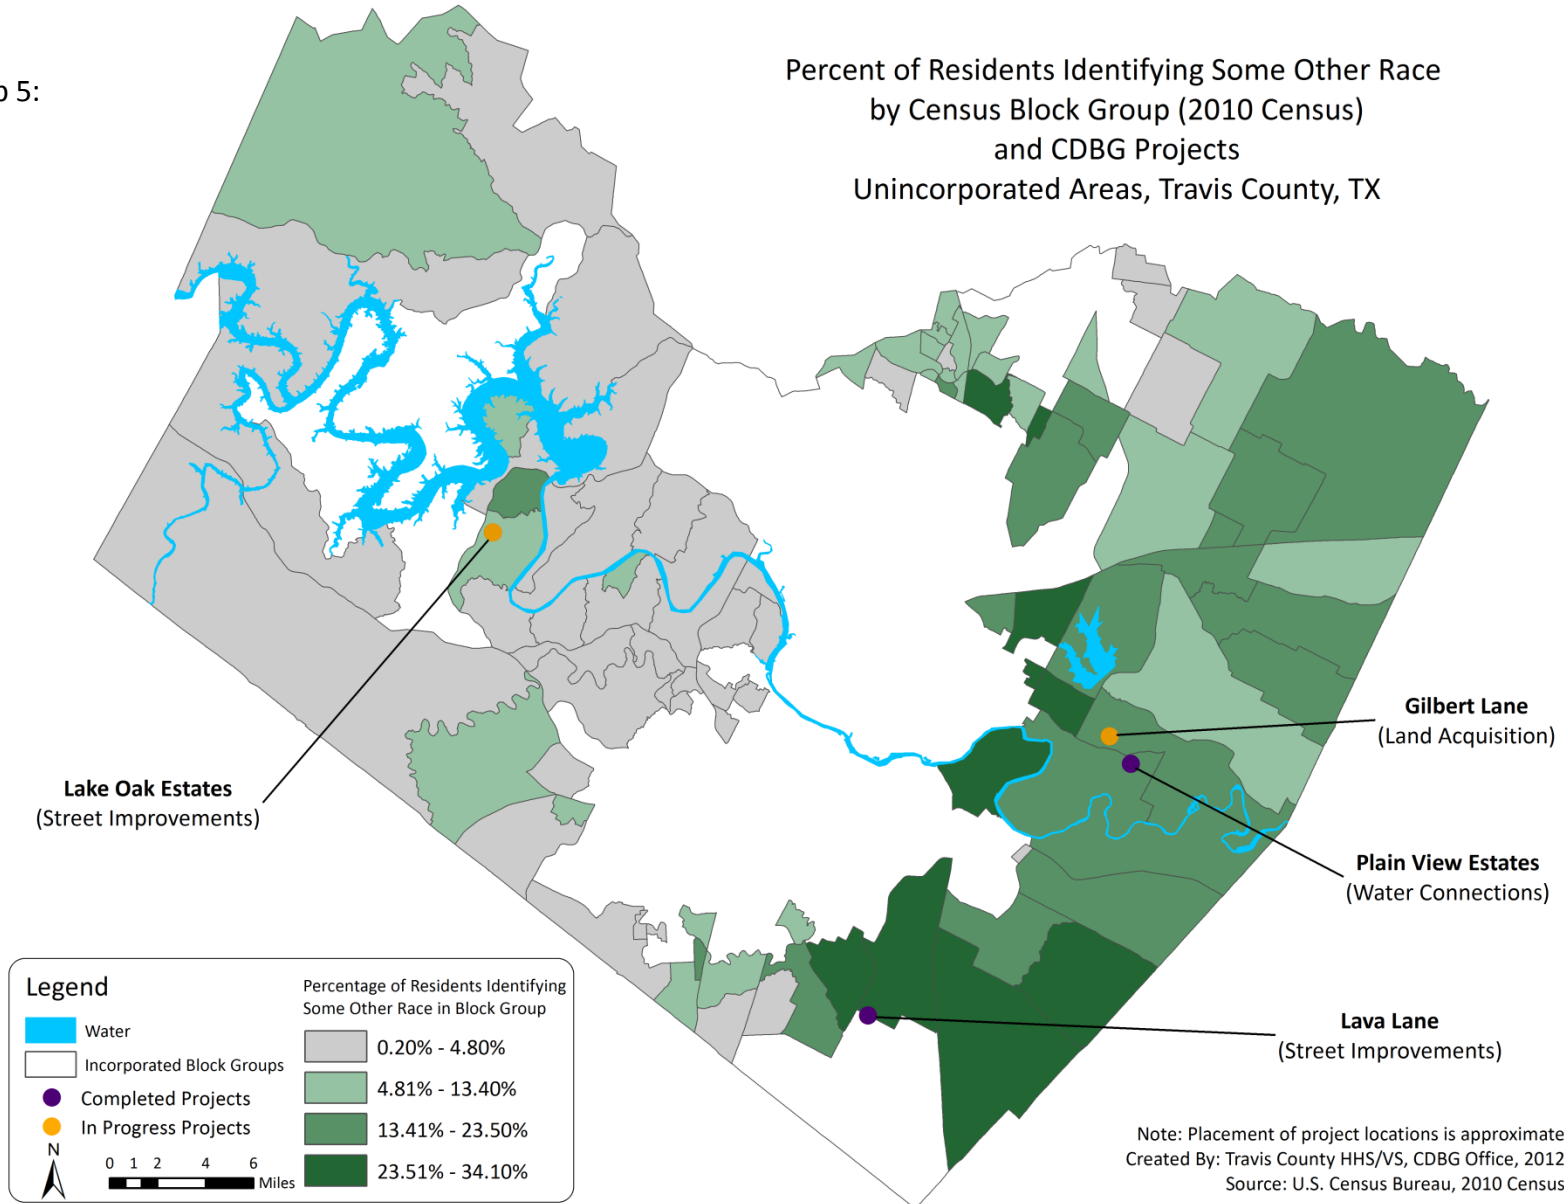 p 5:
Percent of Residents Identifying Some Other Race
by Census Block Group (2010 Census)
and CDBG Projects
Unincorporated Areas, Travis County, TX
Gilbert Lane
(Land Acquisition)
Lake Oak Estates
(Street Improvements)
Plain View Estates
(Water Connections)
Lava Lane
(Street Improvements)
Legend
Water
Incorporated Block Groups
Completed Projects
In Progress Projects
N
0 1 2 4 6
Miles
Percentage of Residents Identifying
Some Other Race in Block Group
0.20% - 4.80%
4.81% - 13.40%
13.41% - 23.50%
23.51% - 34.10%
Note: Placement of project locations is approximate
Created By: Travis County HHS/VS, CDBG Office, 2012
Source: U.S. Census Bureau, 2010 Census